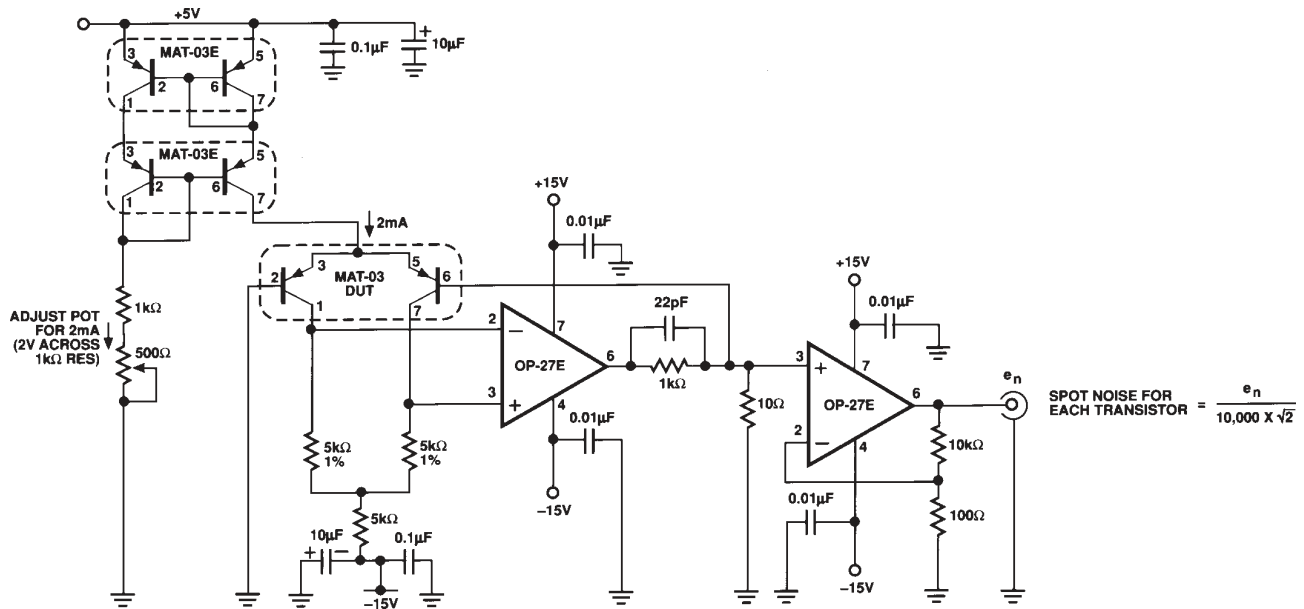 +5V
MAT-03E
3
5
2
6
1
7
0.1µF
+
10µF
MAT-03E
3
5
2
6
1
7
2mA
ADJUST POT
FOR 2mA
(2V ACROSS
1kΩ RES)
1kΩ
500Ω
MAT-03
DUT
2
3
5
6
1
7
5kΩ
1%
5kΩ
1%
5kΩ
10µF
+
−
0.1µF
−15V
+15V
0.01µF
2
−
7
OP-27E
6
3
+
4
0.01µF
−15V
22pF
1kΩ
10Ω
+15V
0.01µF
3
+
7
OP-27E
6
2
−
4
0.01µF
−15V
10kΩ
100Ω
en
SPOT NOISE FOR
EACH TRANSISTOR = en / 10,000 X √2